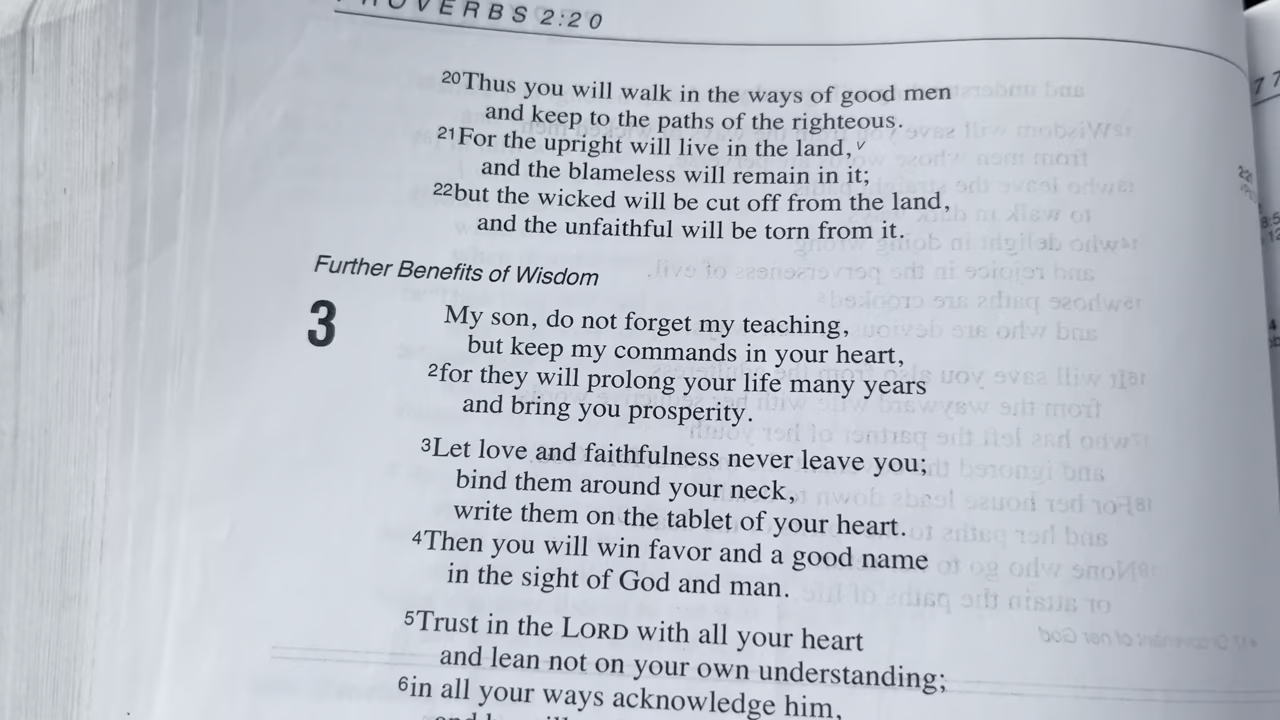 PROVERBS 2:20
20Thus you will walk in the ways of good men
and keep to the paths of the righteous.
21For the upright will live in the land, v
and the blameless will remain in it;
22but the wicked will be cut off from the land,
and the unfaithful will be torn from it.
Further Benefits of Wisdom
3
My son, do not forget my teaching,
but keep my commands in your heart,
2for they will prolong your life many years
and bring you prosperity.
3Let love and faithfulness never leave you;
bind them around your neck,
write them on the tablet of your heart.
4Then you will win favor and a good name
in the sight of God and man.
5Trust in the LORD with all your heart
and lean not on your own understanding;
6in all your ways acknowledge him,